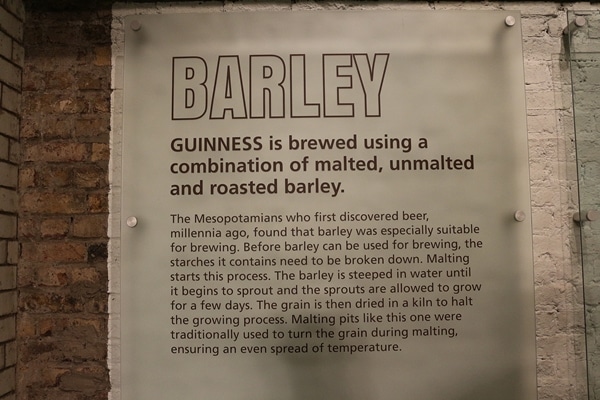 BARLEY
GUINNESS is brewed using a
combination of malted, unmalted
and roasted barley.
The Mesopotamians who first discovered beer,
millennia ago, found that barley was especially suitable
for brewing. Before barley can be used for brewing, the
starches it contains need to be broken down. Malting
starts this process. The barley is steeped in water until
it begins to sprout and the sprouts are allowed to grow
for a few days. The grain is then dried in a kiln to halt
the growing process. Malting pits like this one were
traditionally used to turn the grain during malting,
ensuring an even spread of temperature.